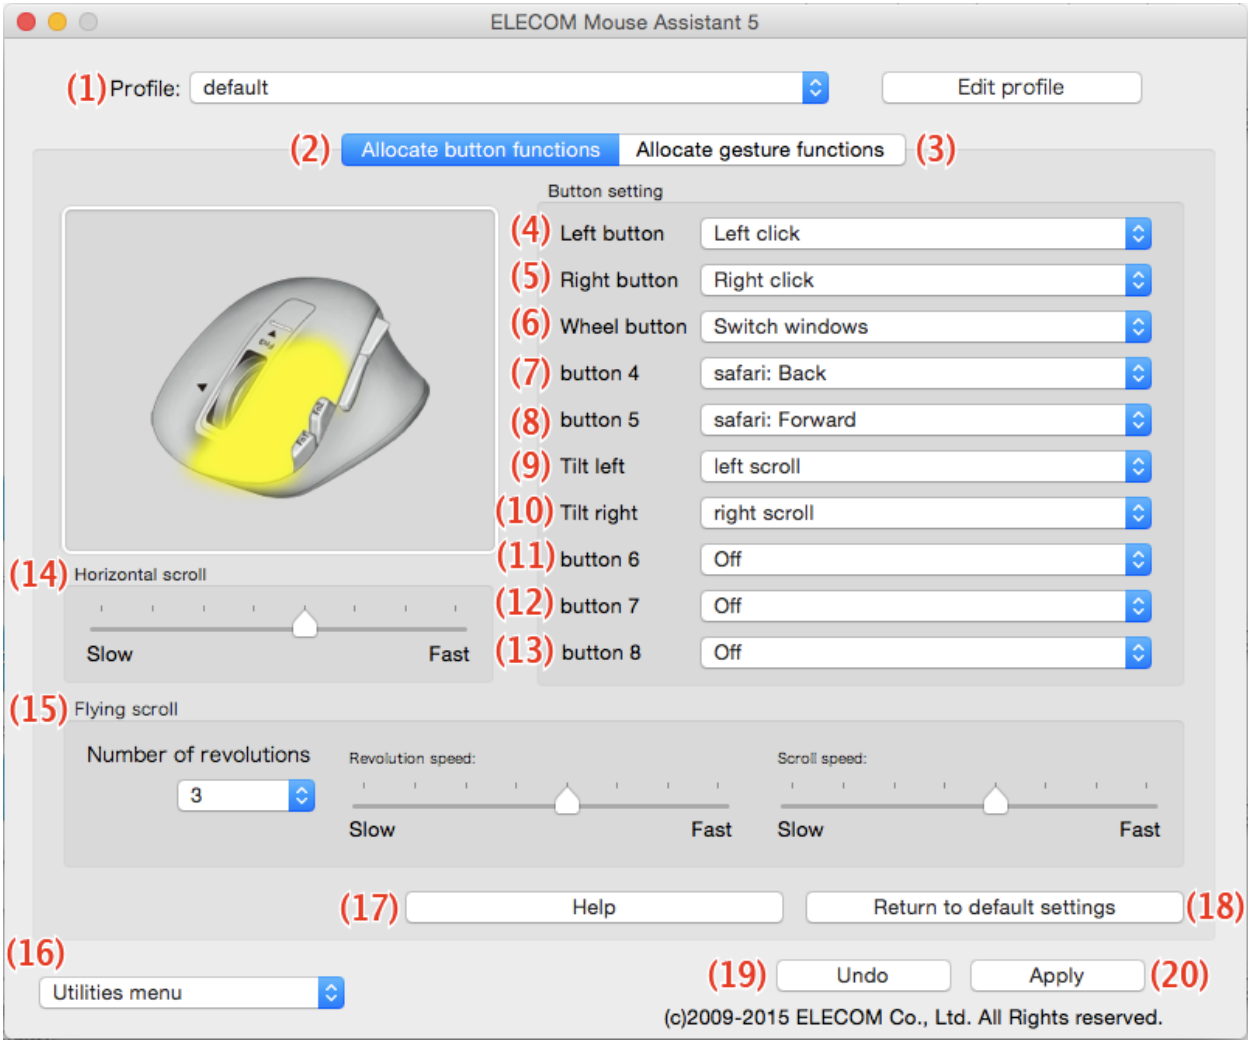 ELECOM Mouse Assistant 5
(1) Profile: default Edit profile
(2) Allocate button functions Allocate gesture functions (3)
Button setting
(4) Left button Left click
(5) Right button Right click
(6) Wheel button Switch windows
(7) button 4 safari: Back
(8) button 5 safari: Forward
(9) Tilt left left scroll
(10) Tilt right right scroll
(11) button 6 Off
(12) button 7 Off
(13) button 8 Off
(14) Horizontal scroll
Slow Fast
(15) Flying scroll
Number of revolutions
3
Revolution speed:
Slow Fast
Scroll speed:
Slow Fast
(17) Help
Return to default settings (18)
(16)
Utilities menu
(19) Undo
Apply (20)
(c)2009-2015 ELECOM Co., Ltd. All Rights reserved.